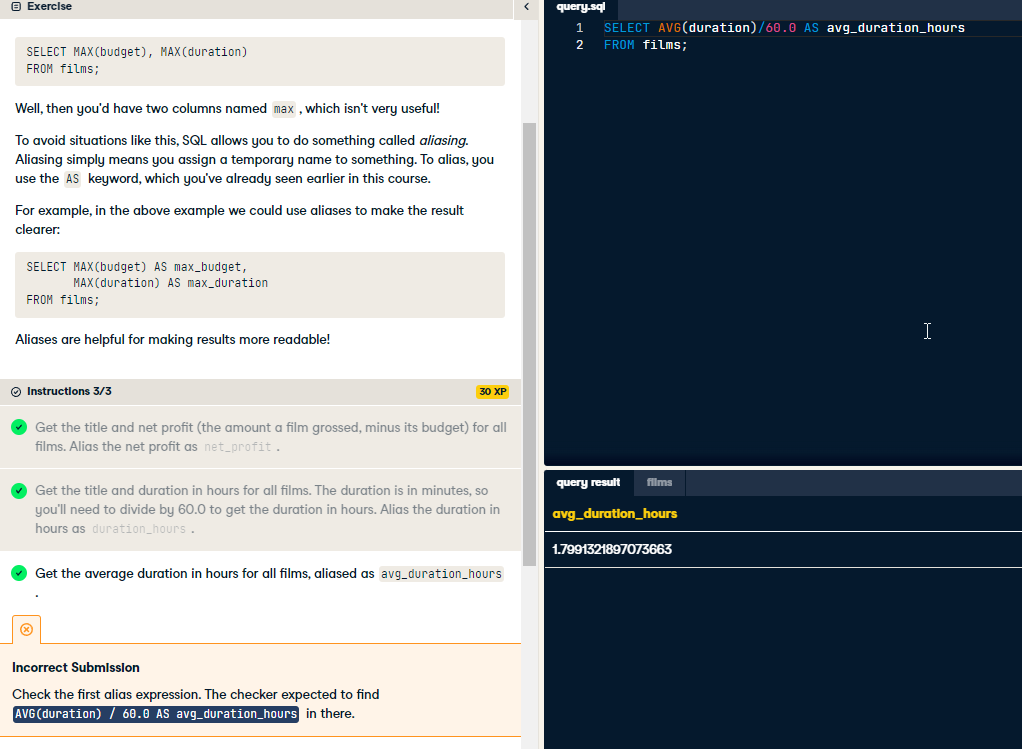 Exercise
SELECT MAX(budget), MAX(duration)
FROM films;
Well, then you'd have two columns named max , which isn't very useful!
To avoid situations like this, SQL allows you to do something called aliasing.
Aliasing simply means you assign a temporary name to something. To alias, you
use the AS keyword, which you've already seen earlier in this course.
For example, in the above example we could use aliases to make the result
clearer:
SELECT MAX(budget) AS max_budget,
MAX(duration) AS max_duration
FROM films;
Aliases are helpful for making results more readable!
Instructions 3/3
30 XP
Get the title and net profit (the amount a film grossed, minus its budget) for all
films. Alias the net profit as net_profit .
Get the title and duration in hours for all films. The duration is in minutes, so
you'll need to divide by 60.0 to get the duration in hours. Alias the duration in
hours as duration_hours .
Get the average duration in hours for all films, aliased as avg_duration_hours
.
Incorrect Submission
Check the first alias expression. The checker expected to find
AVG(duration) / 60.0 AS avg_duration_hours in there.
query.sql
1 SELECT AVG(duration)/60.0 AS avg_duration_hours
2 FROM films;
query result
films
avg_duration_hours
1.7991321897073663